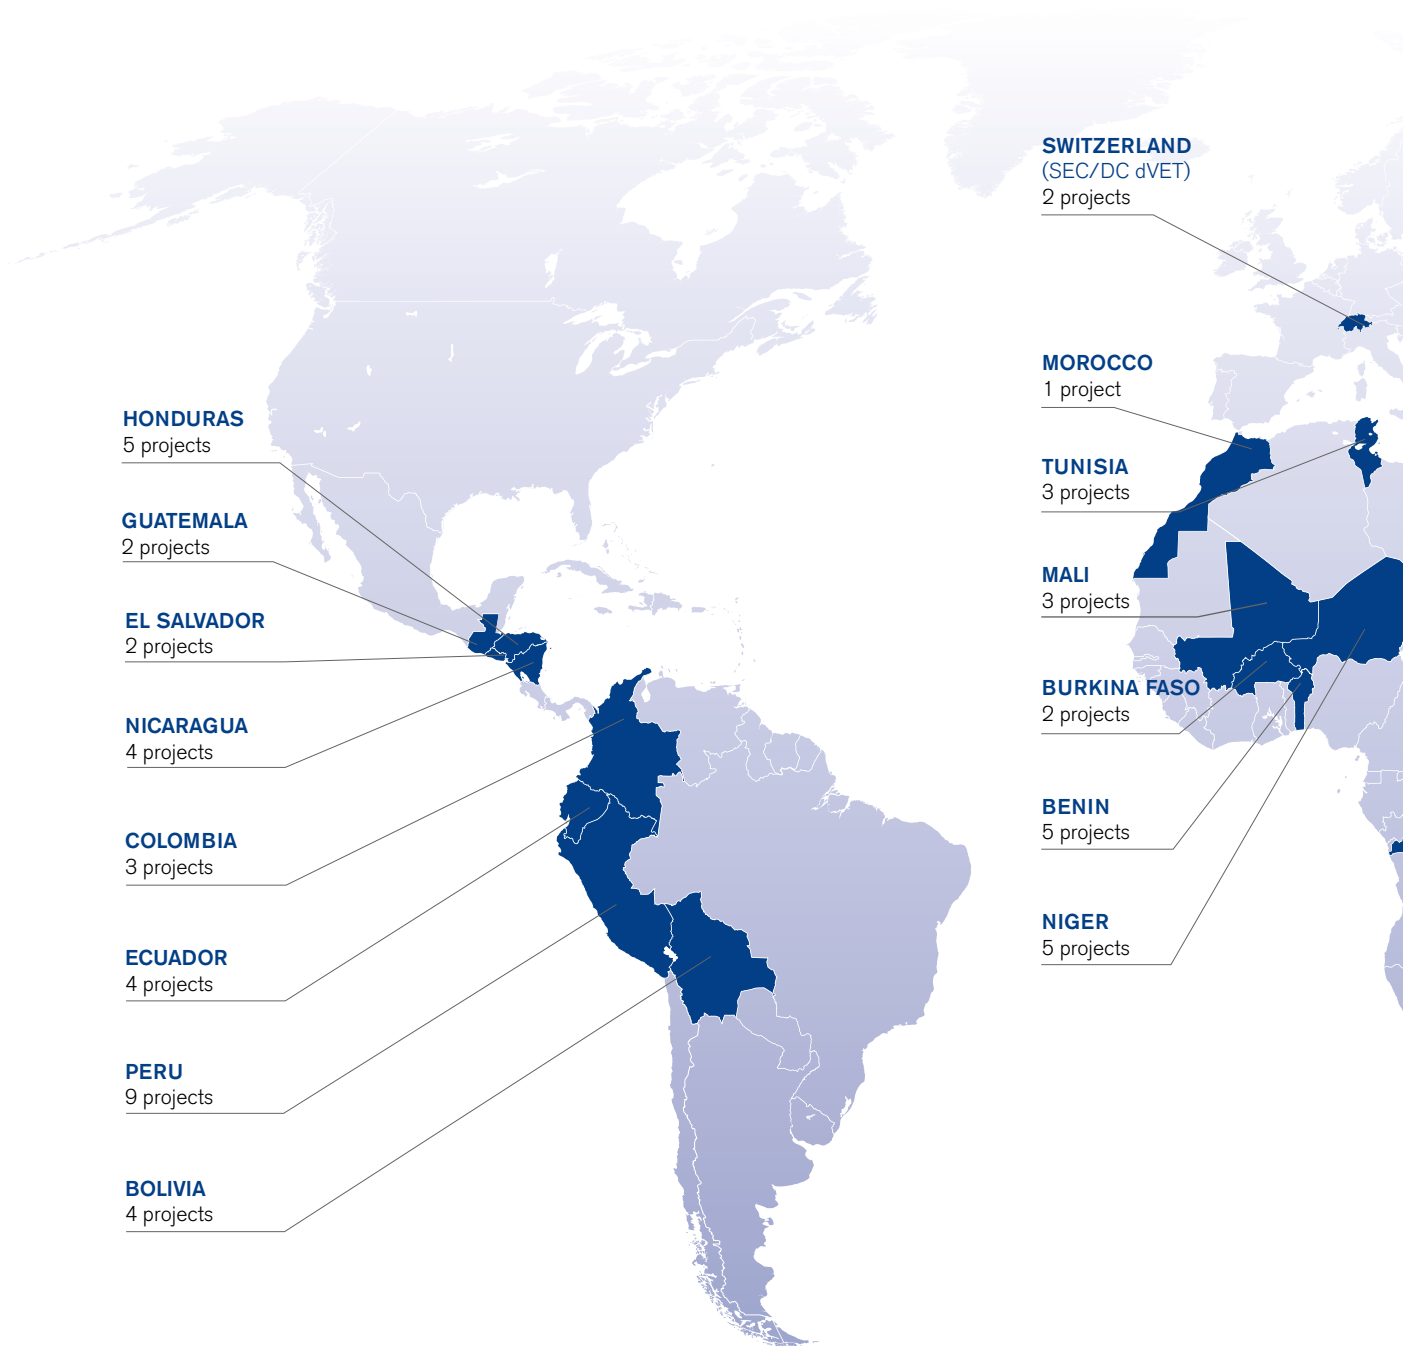 HONDURAS
5 projects
GUATEMALA
2 projects
EL SALVADOR
2 projects
NICARAGUA
4 projects
COLOMBIA
3 projects
ECUADOR
4 projects
PERU
9 projects
BOLIVIA
4 projects
SWITZERLAND
(SEC/DC dVET)
2 projects
MOROCCO
1 project
TUNISIA
3 projects
MALI
3 projects
BURKINA FASO
2 projects
BENIN
5 projects
NIGER
5 projects